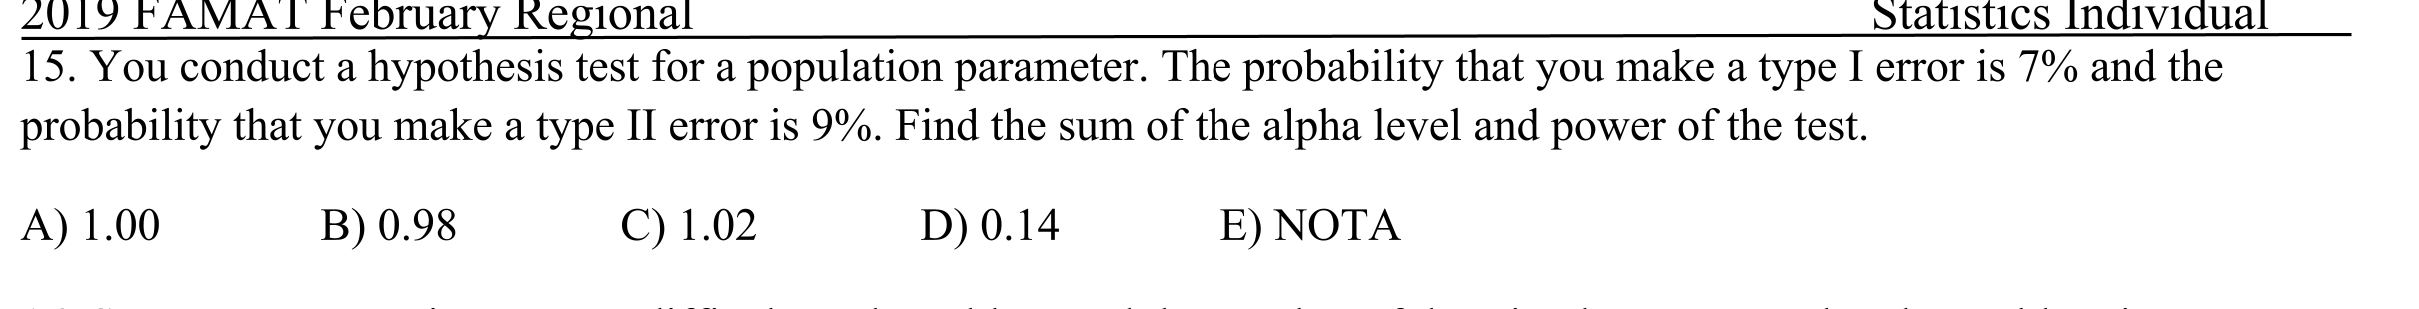 2019 FAMAT February Regional Statistics Individual
15. You conduct a hypothesis test for a population parameter. The probability that you make a type I error is 7% and the
probability that you make a type II error is 9%. Find the sum of the alpha level and power of the test.
A) 1.00 B) 0.98 C) 1.02 D) 0.14 E) NOTA